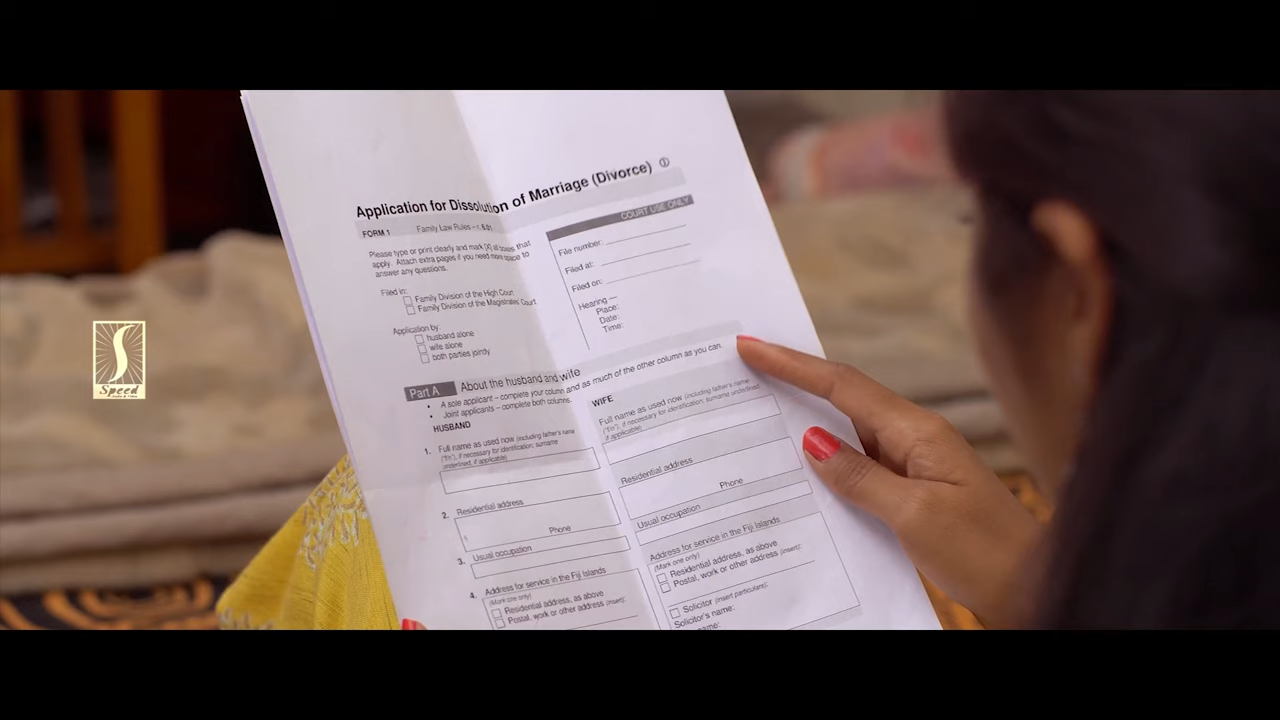 Application for Dissolution of Marriage (Divorce)
FORM 1 Family Law Rules – r. 6.01
Please type or print clearly and mark [X] all boxes that
apply. Attach extra pages if you need more space to
answer any questions.
Filed in:
Family Division of the High Court
Family Division of the Magistrates' Court
Application by:
husband alone
wife alone
both parties jointly
COURT USE ONLY
File number:
Filed at:
Filed on:
Hearing —
Place:
Date:
Time:
Part A About the husband and wife
• A sole applicant – complete your column and as much of the other column as you can.
• Joint applicants – complete both columns.
HUSBAND
1. Full name as used now (including father's name
("f/n"), if necessary for identification; surname
underlined, if applicable)
2. Residential address
Phone
3. Usual occupation
4. Address for service in the Fiji Islands
(Mark one only)
Residential address, as above
Postal, work or other address (insert):
WIFE
Full name as used now (including father's name
("f/n"), if necessary for identification; surname underlined
if applicable)
Residential address
Phone
Usual occupation
Address for service in the Fiji Islands
(Mark one only)
Residential address, as above
Postal, work or other address (insert):
Solicitor (insert particulars):
Solicitor's name:
name:
S
Speed
Audio & Video